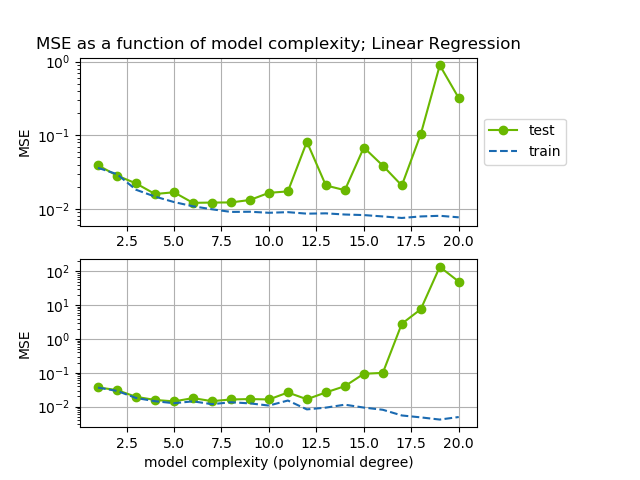 MSE as a function of model complexity; Linear Regression
10⁰
10⁻¹
10⁻²
MSE
2.5 5.0 7.5 10.0 12.5 15.0 17.5 20.0
test
train
10²
10¹
10⁰
10⁻¹
10⁻²
MSE
2.5 5.0 7.5 10.0 12.5 15.0 17.5 20.0
model complexity (polynomial degree)